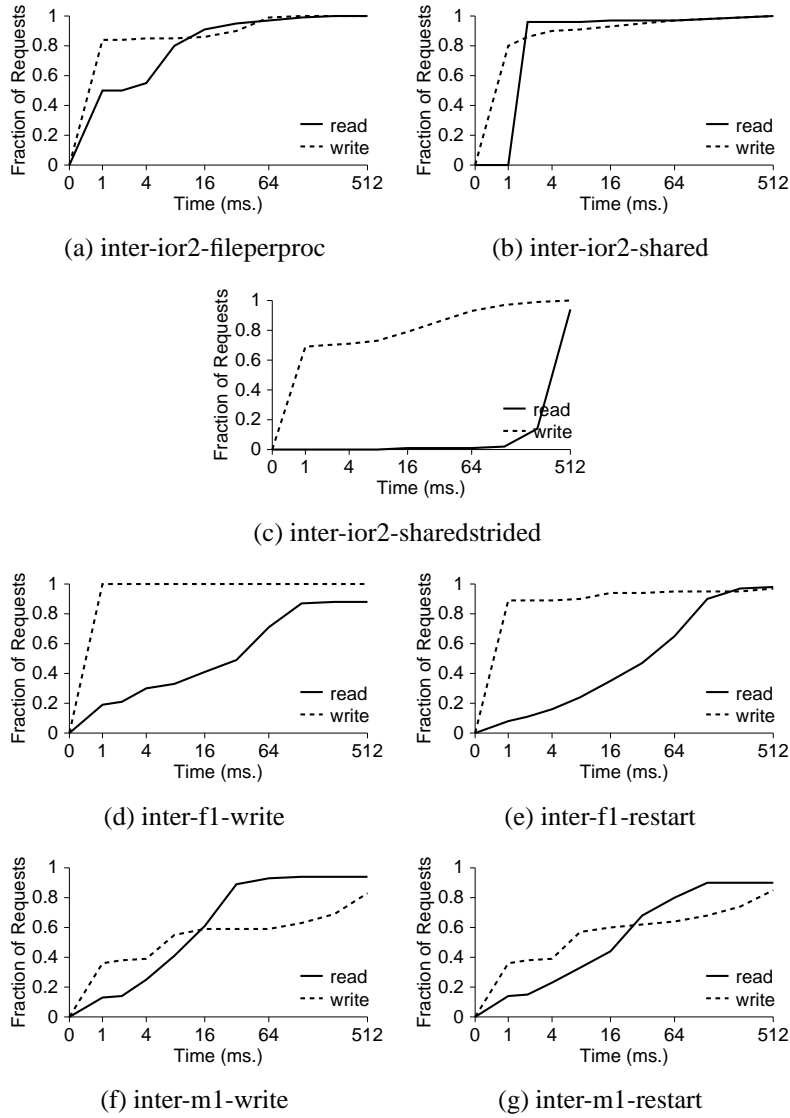 Fraction of Requests
1
0.8
0.6
0.4
0.2
0
read
write
0 1 4 16 64 512
Time (ms.)
(a) inter-ior2-fileperproc
Fraction of Requests
1
0.8
0.6
0.4
0.2
0
read
write
0 1 4 16 64 512
Time (ms.)
(b) inter-ior2-shared
Fraction of Requests
1
0.8
0.6
0.4
0.2
0
read
write
0 1 4 16 64 512
Time (ms.)
(c) inter-ior2-sharedstrided
Fraction of Requests
1
0.8
0.6
0.4
0.2
0
read
write
0 1 4 16 64 512
Time (ms.)
(d) inter-f1-write
Fraction of Requests
1
0.8
0.6
0.4
0.2
0
read
write
0 1 4 16 64 512
Time (ms.)
(e) inter-f1-restart
Fraction of Requests
1
0.8
0.6
0.4
0.2
0
read
write
0 1 4 16 64 512
Time (ms.)
(f) inter-m1-write
Fraction of Requests
1
0.8
0.6
0.4
0.2
0
read
write
0 1 4 16 64 512
Time (ms.)
(g) inter-m1-restart